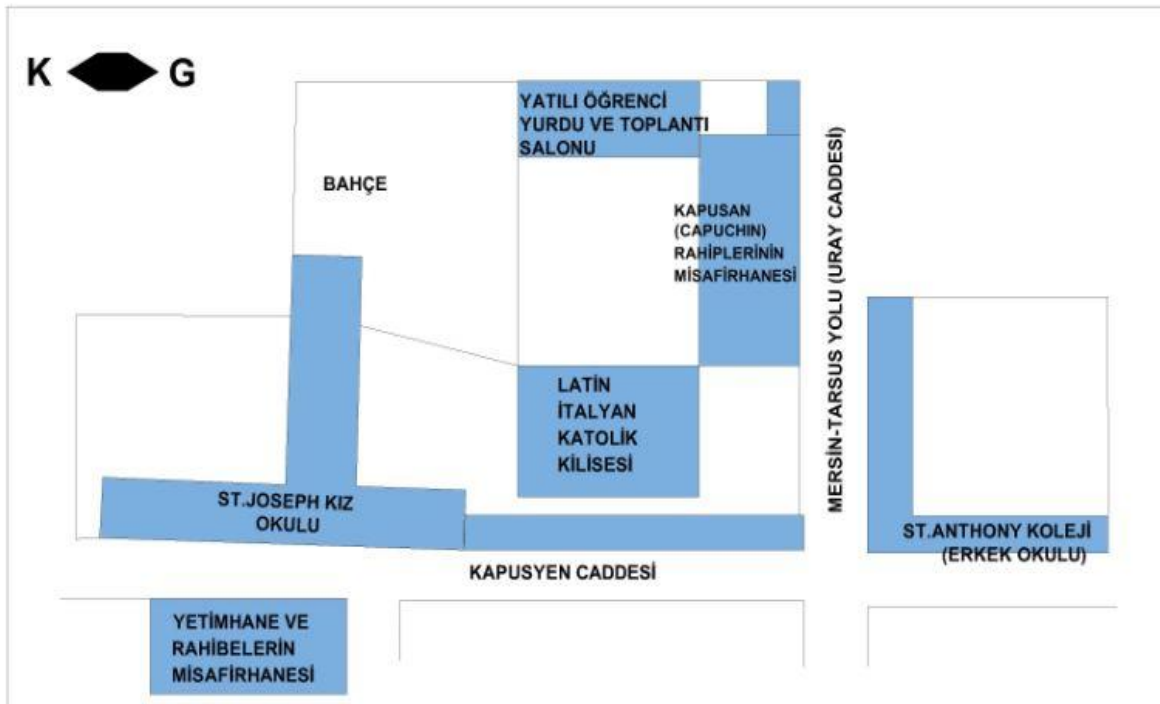 K G
YATILI ÖĞRENCİ
YURDU VE TOPLANTI
SALONU
BAHÇE
KAPUSAN
(CAPUCHIN)
RAHİPLERİNİN
MİSAFİRHANESİ
MERSİN-TARSUS YOLU (URAY CADDESİ)
LATİN
İTALYAN
KATOLİK
KİLİSESİ
ST.JOSEPH KIZ
OKULU
ST.ANTHONY KOLEJİ
(ERKEK OKULU)
KAPUSYEN CADDESİ
YETİMHANE VE
RAHİBELERİN
MİSAFİRHANESİ